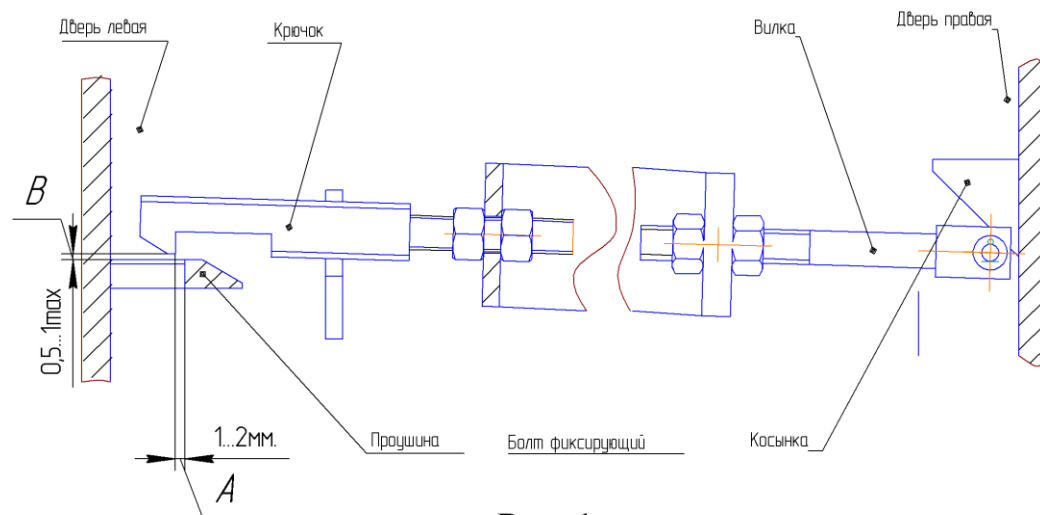 Дверь левая
Крючок
Вилка
Дверь правая
B
0,5...1max
1...2мм.
A
Проушина
Болт фиксирующий
Косынка